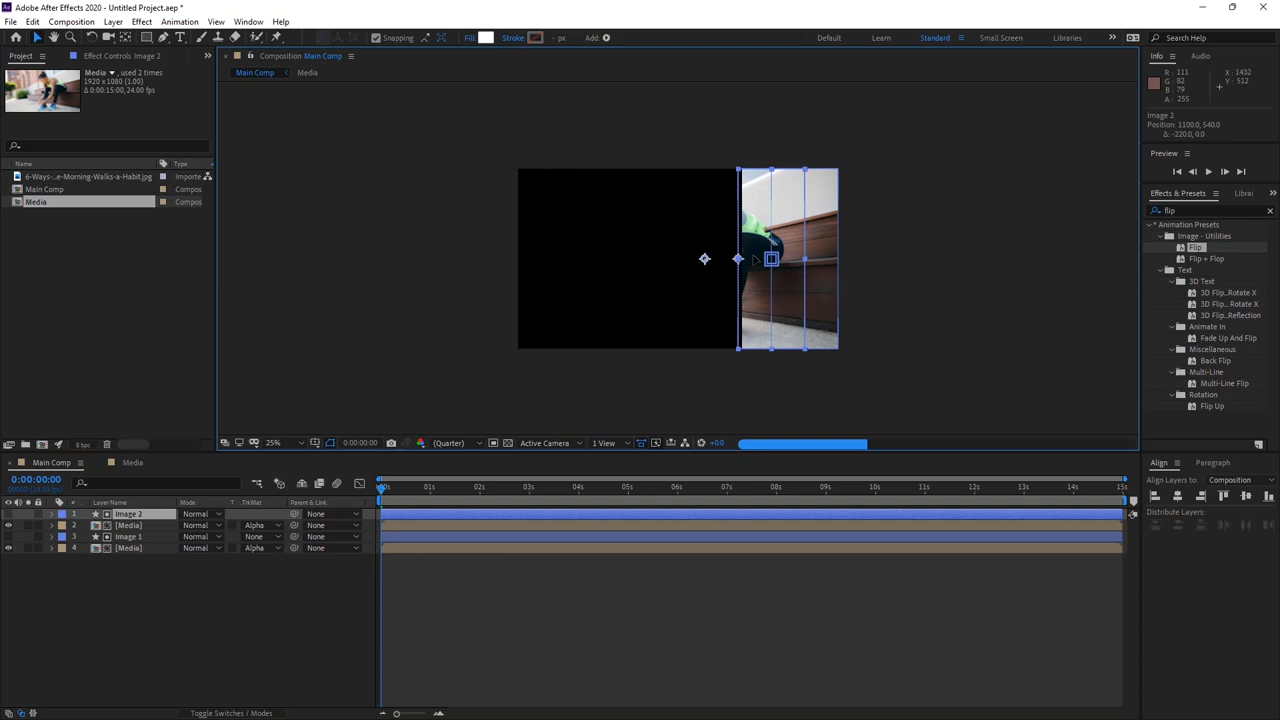 Adobe After Effects 2020 - Untitled Project.aep *
File Edit Composition Layer Effect Animation View Window Help
Snapping Fill: Stroke: - px Add: Default Learn Standard Small Screen Libraries Search Help
Project Effect Controls Image 2 Composition Main Comp Info Audio
Main Comp Media
Media , used 2 times
1920 x 1080 (1.00)
Δ 0:00:15:00, 24.00 fps
R : 111
G : 82
B : 79
A : 255
X : 1432
Y : 512
Image 2
Position: 1100.0, 540.0
Δ: -220.0, 0.0
Preview
Effects & Presets Librar
flip
Name Type
6-Ways-..e-Morning-Walks-a-Habit.jpg Importe
Main Comp Compos
Media Compos
Animation Presets
Image - Utilities
Flip
Flip + Flop
Text
3D Text
3D Flip...Rotate X
3D Flip... Rotate X
3D Flip...Reflection
Animate In
Fade Up And Flip
Miscellaneous
Back Flip
Multi-Line
Multi-Line Flip
Rotation
Flip Up
8 bpc 25% 0:00:00:00 (Quarter) Active Camera 1 View +0.0
Main Comp Media
0:00:00:00
00000 (24.00 fps)
# Layer Name Mode T .TrkMat Parent & Link
1 Image 2 Normal None
2 [Media] Normal Alpha None
3 Image 1 Normal None None
4 [Media] Normal Alpha None
00s 01s 02s 03s 04s 05s 06s 07s 08s 09s 10s 11s 12s 13s 14s 15s
Align Paragraph
Align Layers to: Composition
Distribute Layers:
Toggle Switches / Modes